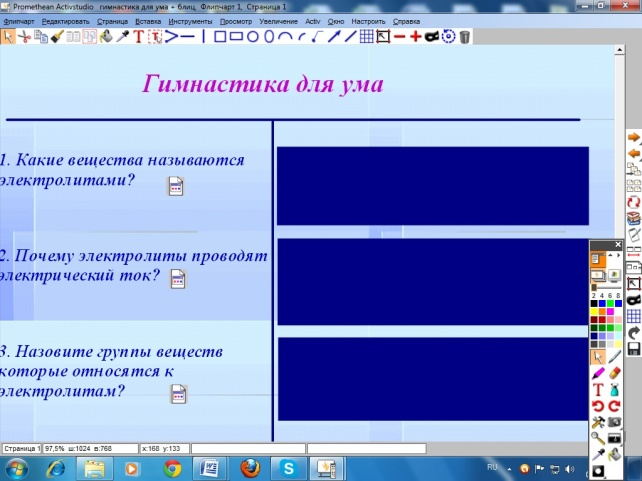 Promethean Activstudio гимнастика для ума + блиц, Флипчарт 1, Страница 1
Флипчарт Редактировать Страница Вставка Инструменты Просмотр Увеличение Activ Окно Настроить Справка
Гимнастика для ума
1. Какие вещества называются
электролитами?
2. Почему электролиты проводят
электрический ток?
3. Назовите группы веществ
которые относятся к
электролитам?
2 4 6 8
Страница 1 97,5% ш:1024 в:768 x:168 y:133
RU